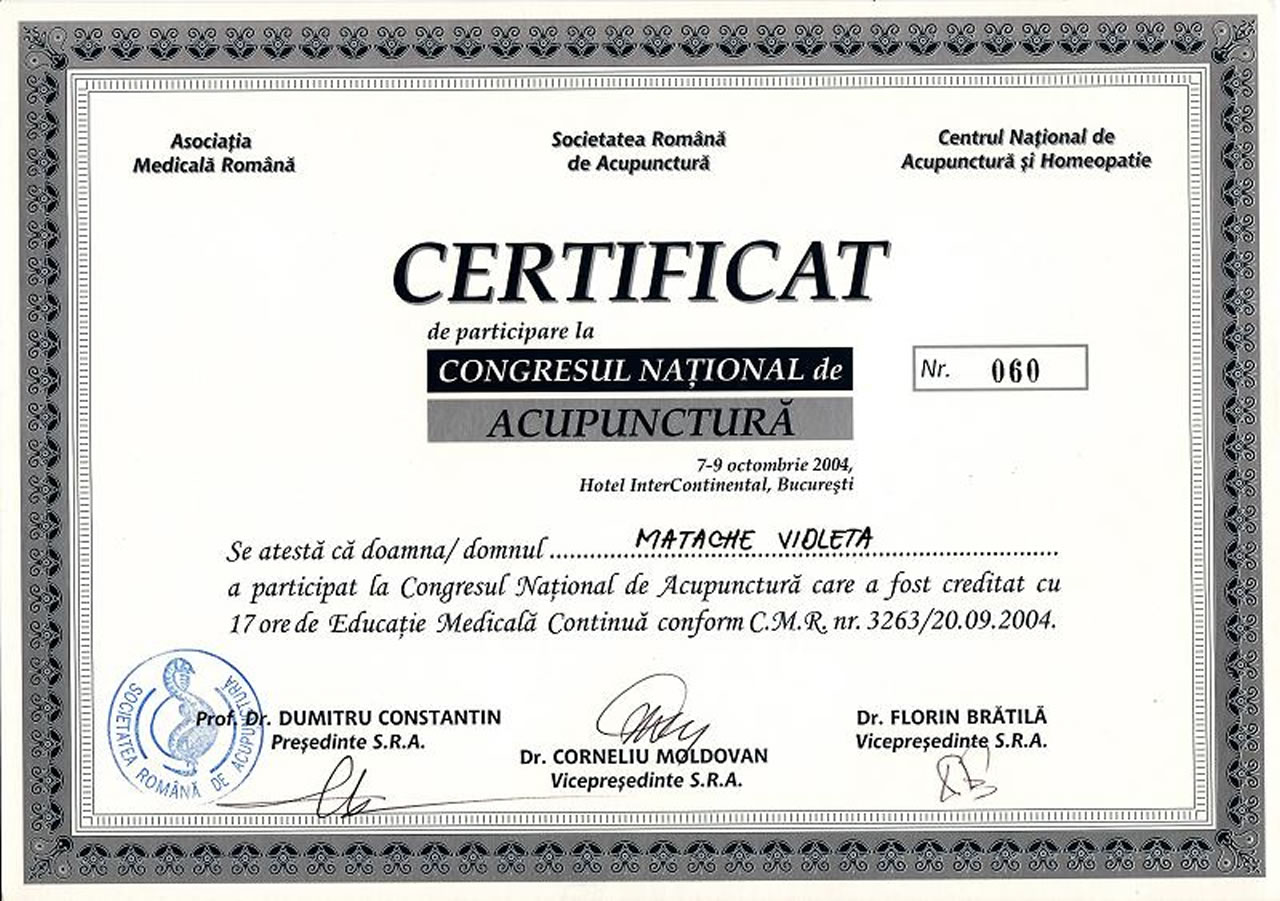 Asociația
Medicală Română
Societatea Română
de Acupunctură
Centrul Național de
Acupunctură și Homeopatie
CERTIFICAT
de participare la
CONGRESUL NAȚIONAL de
ACUPUNCTURĂ
Nr. 060
7-9 octombrie 2004,
Hotel InterContinental, București
Se atestă că doamna/ domnul MATACHE VIOLETA
a participat la Congresul Național de Acupunctură care a fost creditat cu
17 ore de Educație Medicală Continuă conform C.M.R. nr. 3263/20.09.2004.
SOCIETATEA ROMÂNĂ DE ACUPUNCTURĂ
Prof. Dr. DUMITRU CONSTANTIN
Președinte S.R.A.
Dr. CORNELIU MOLDOVAN
Vicepreședinte S.R.A.
Dr. FLORIN BRĂTILĂ
Vicepreședinte S.R.A.